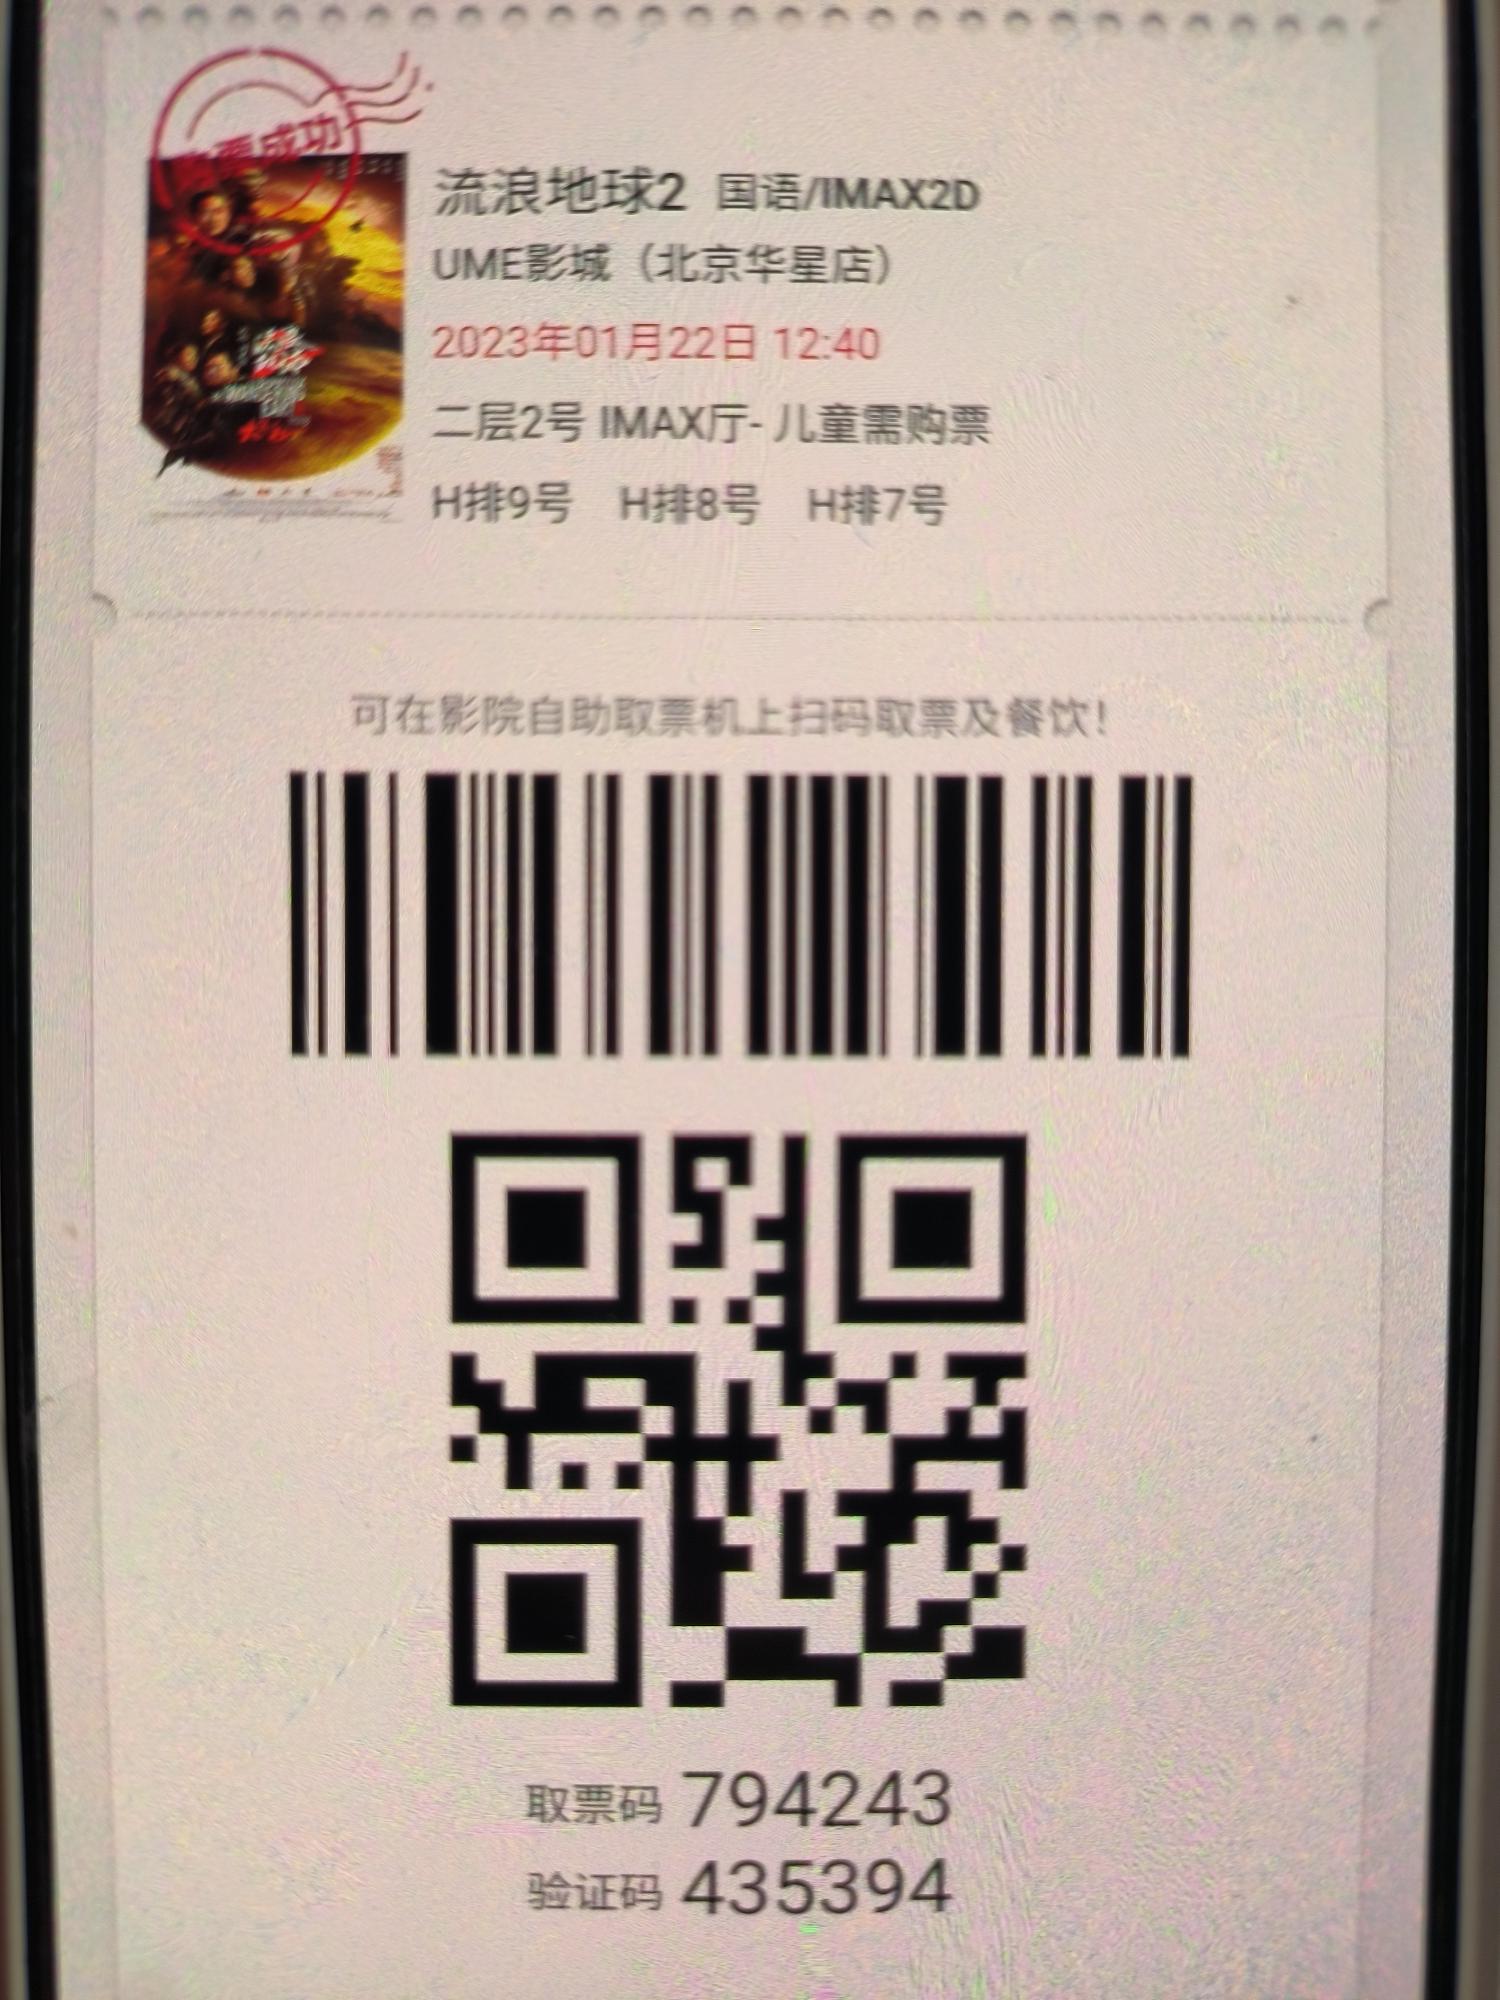 成功
流浪地球2 国语/IMAX2D
UME影城（北京华星店）
2023年01月22日 12:40
二层2号 IMAX厅- 儿童需购票
H排9号 H排8号 H排7号
可在影院自助取票机上扫码取票及餐饮！
取票码 794243
验证码 435394